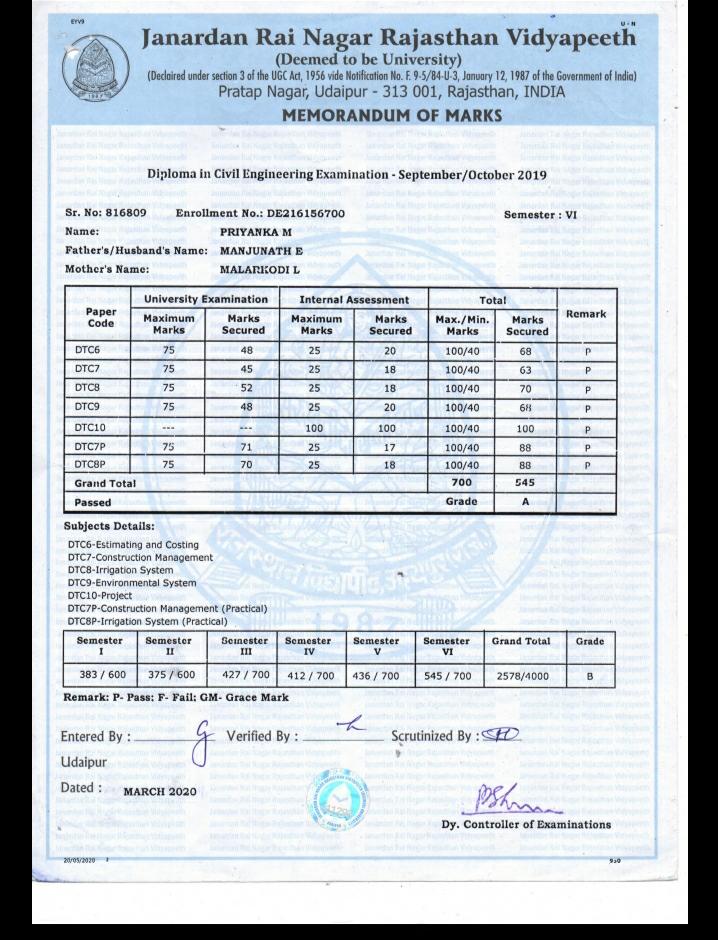 EYV9
U - N
Janardan Rai Nagar Rajasthan Vidyapeeth
(Deemed to be University)
(Declaired under section 3 of the UGC Act, 1956 vide Notification No. F. 9-5/84-U-3, January 12, 1987 of the Government of India)
Pratap Nagar, Udaipur - 313 001, Rajasthan, INDIA
MEMORANDUM OF MARKS
Diploma in Civil Engineering Examination - September/October 2019
Sr. No: 816809 Enrollment No.: DE216156700 Semester : VI
Name: PRIYANKA M
Father's/Husband's Name: MANJUNATH E
Mother's Name: MALARKODI L
Paper Code University Examination Internal Assessment Total Remark
Maximum Marks Marks Secured Maximum Marks Marks Secured Max./Min. Marks Marks Secured
DTC6 75 48 25 20 100/40 68 P
DTC7 75 45 25 18 100/40 63 P
DTC8 75 52 25 18 100/40 70 P
DTC9 75 48 25 20 100/40 68 P
DTC10 --- --- 100 100 100/40 100 P
DTC7P 75 71 25 17 100/40 88 P
DTC8P 75 70 25 18 100/40 88 P
Grand Total 700 545
Passed Grade A
Subjects Details:
DTC6-Estimating and Costing
DTC7-Construction Management
DTC8-Irrigation System
DTC9-Environmental System
DTC10-Project
DTC7P-Construction Management (Practical)
DTC8P-Irrigation System (Practical)
1987
Semester I Semester II Semester III Semester IV Semester V Semester VI Grand Total Grade
383 / 600 375 / 600 427 / 700 412 / 700 436 / 700 545 / 700 2578/4000 B
Remark: P- Pass; F- Fail; GM- Grace Mark
Entered By : Verified By : Scrutinized By :
Udaipur
Dated : MARCH 2020
Dy. Controller of Examinations
20/05/2020 2